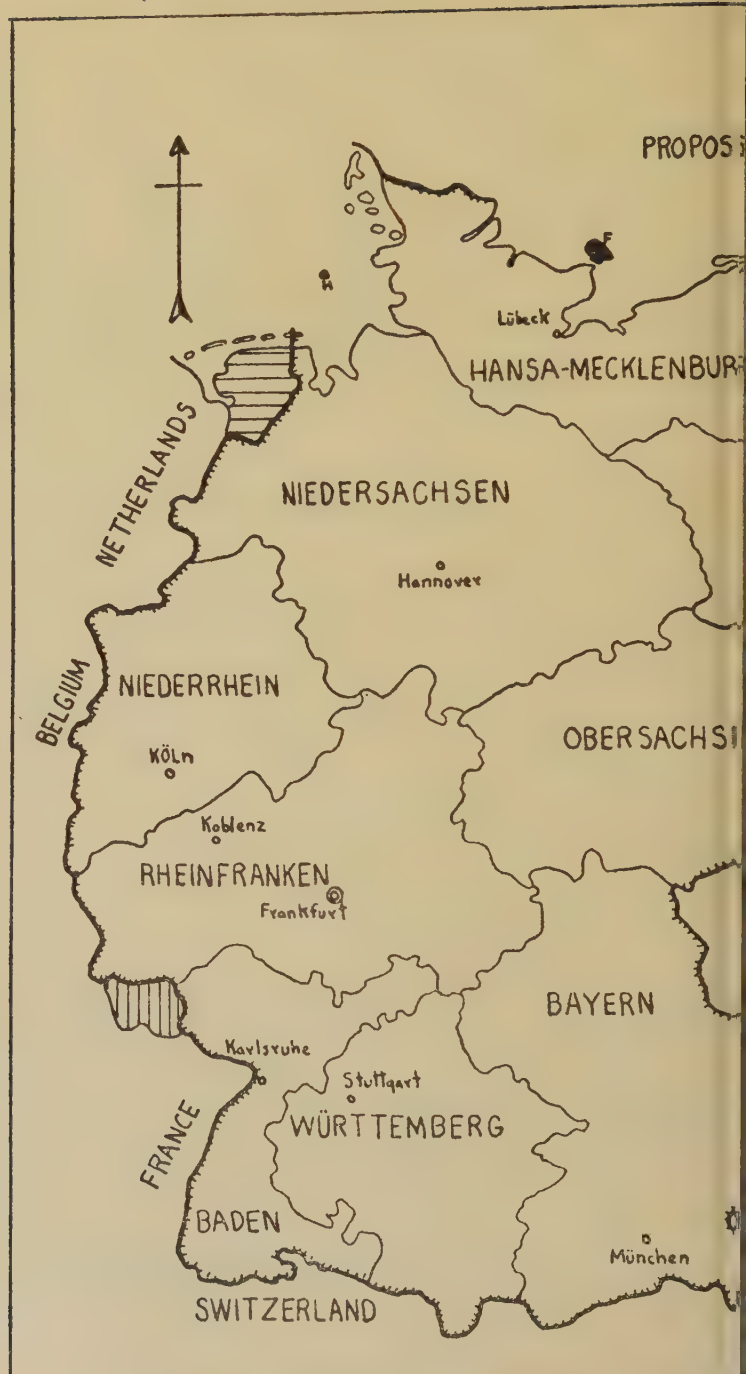 PROPOS
F
H
Lübeck
HANSA-MECKLENBUR
NETHERLANDS
NIEDERSACHSEN
Hannover
BELGIUM
NIEDERRHEIN
KÖLN
OBERSACHS
Koblenz
RHEINFRANKEN
Frankfurt
BAYERN
Karlsruhe
Stuttgart
FRANCE
WÜRTTEMBERG
BADEN
München
SWITZERLAND